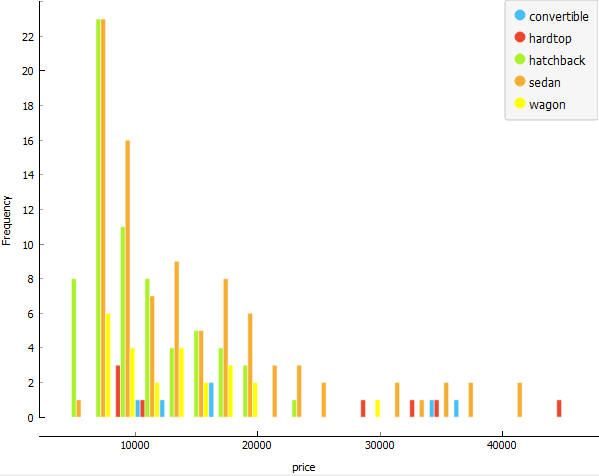 convertible
hardtop
hatchback
sedan
wagon
22
20
18
16
14
12
10
8
6
4
2
0
Frequency
10000 20000 30000 40000
price